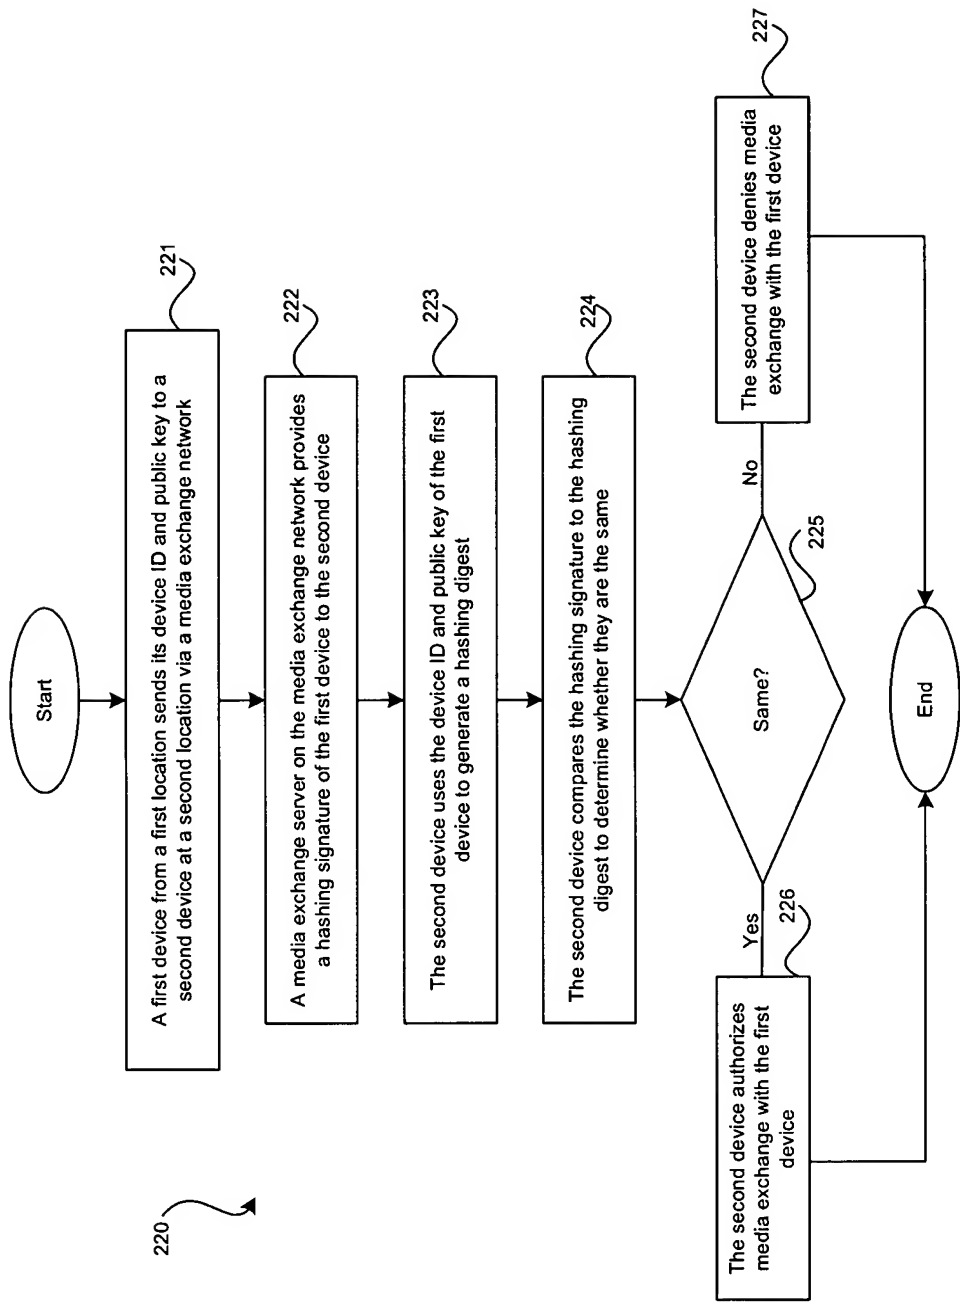 Start
221
A first device from a first location sends its device ID and public key to a
second device at a second location via a media exchange network
222
A media exchange server on the media exchange network provides
a hashing signature of the first device to the second device
223
The second device uses the device ID and public key of the first
device to generate a hashing digest
224
The second device compares the hashing signature to the hashing
digest to determine whether they are the same
Same?
225
Yes
No
226
The second device authorizes
media exchange with the first
device
227
The second device denies media
exchange with the first device
End
220